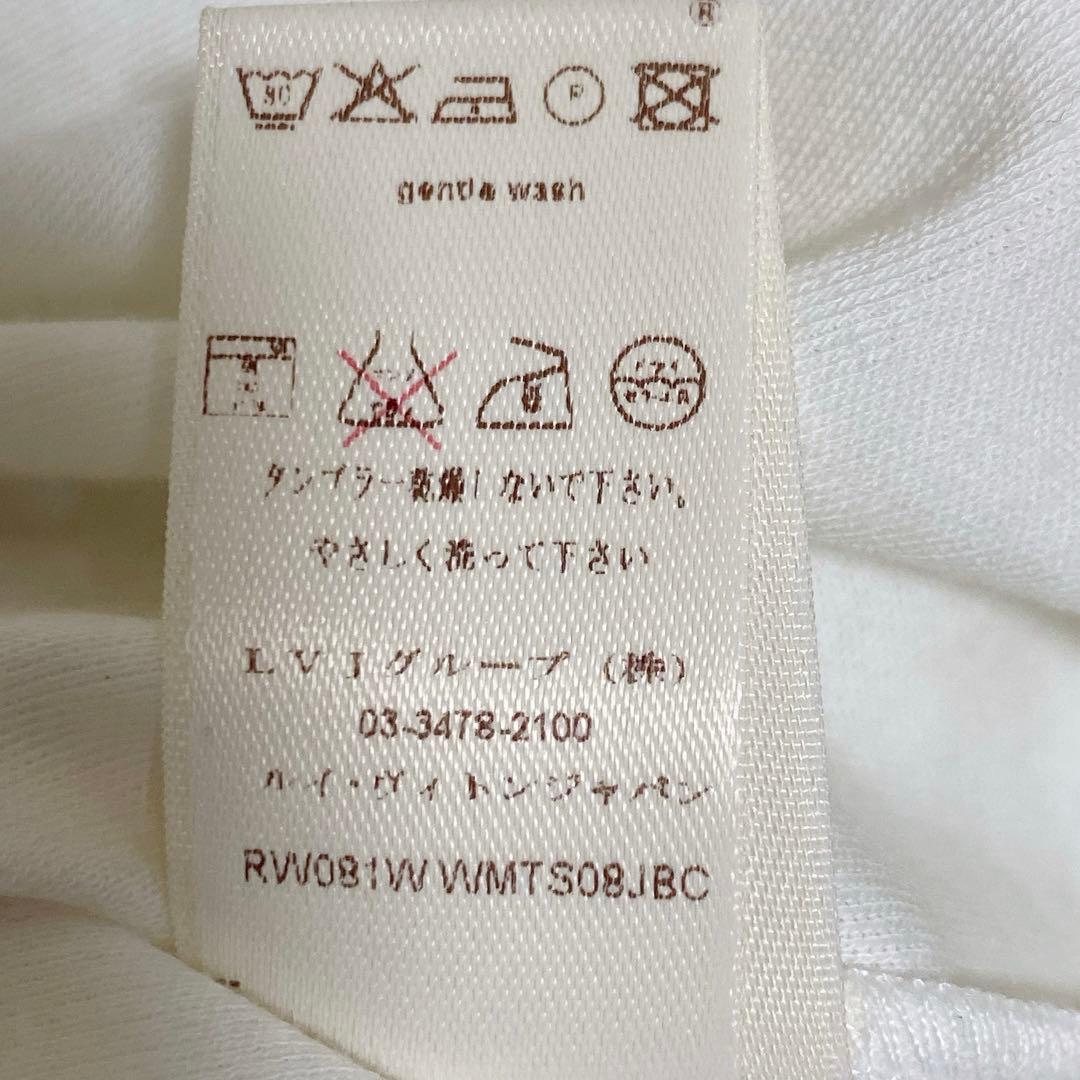 ®
P
gentle wash
タンブラー乾燥しないで下さい。
やさしく洗って下さい
LVJグループ (株)
03-3478-2100
ルイ・ヴィトンジャパン
RW081W WMTS08JBC